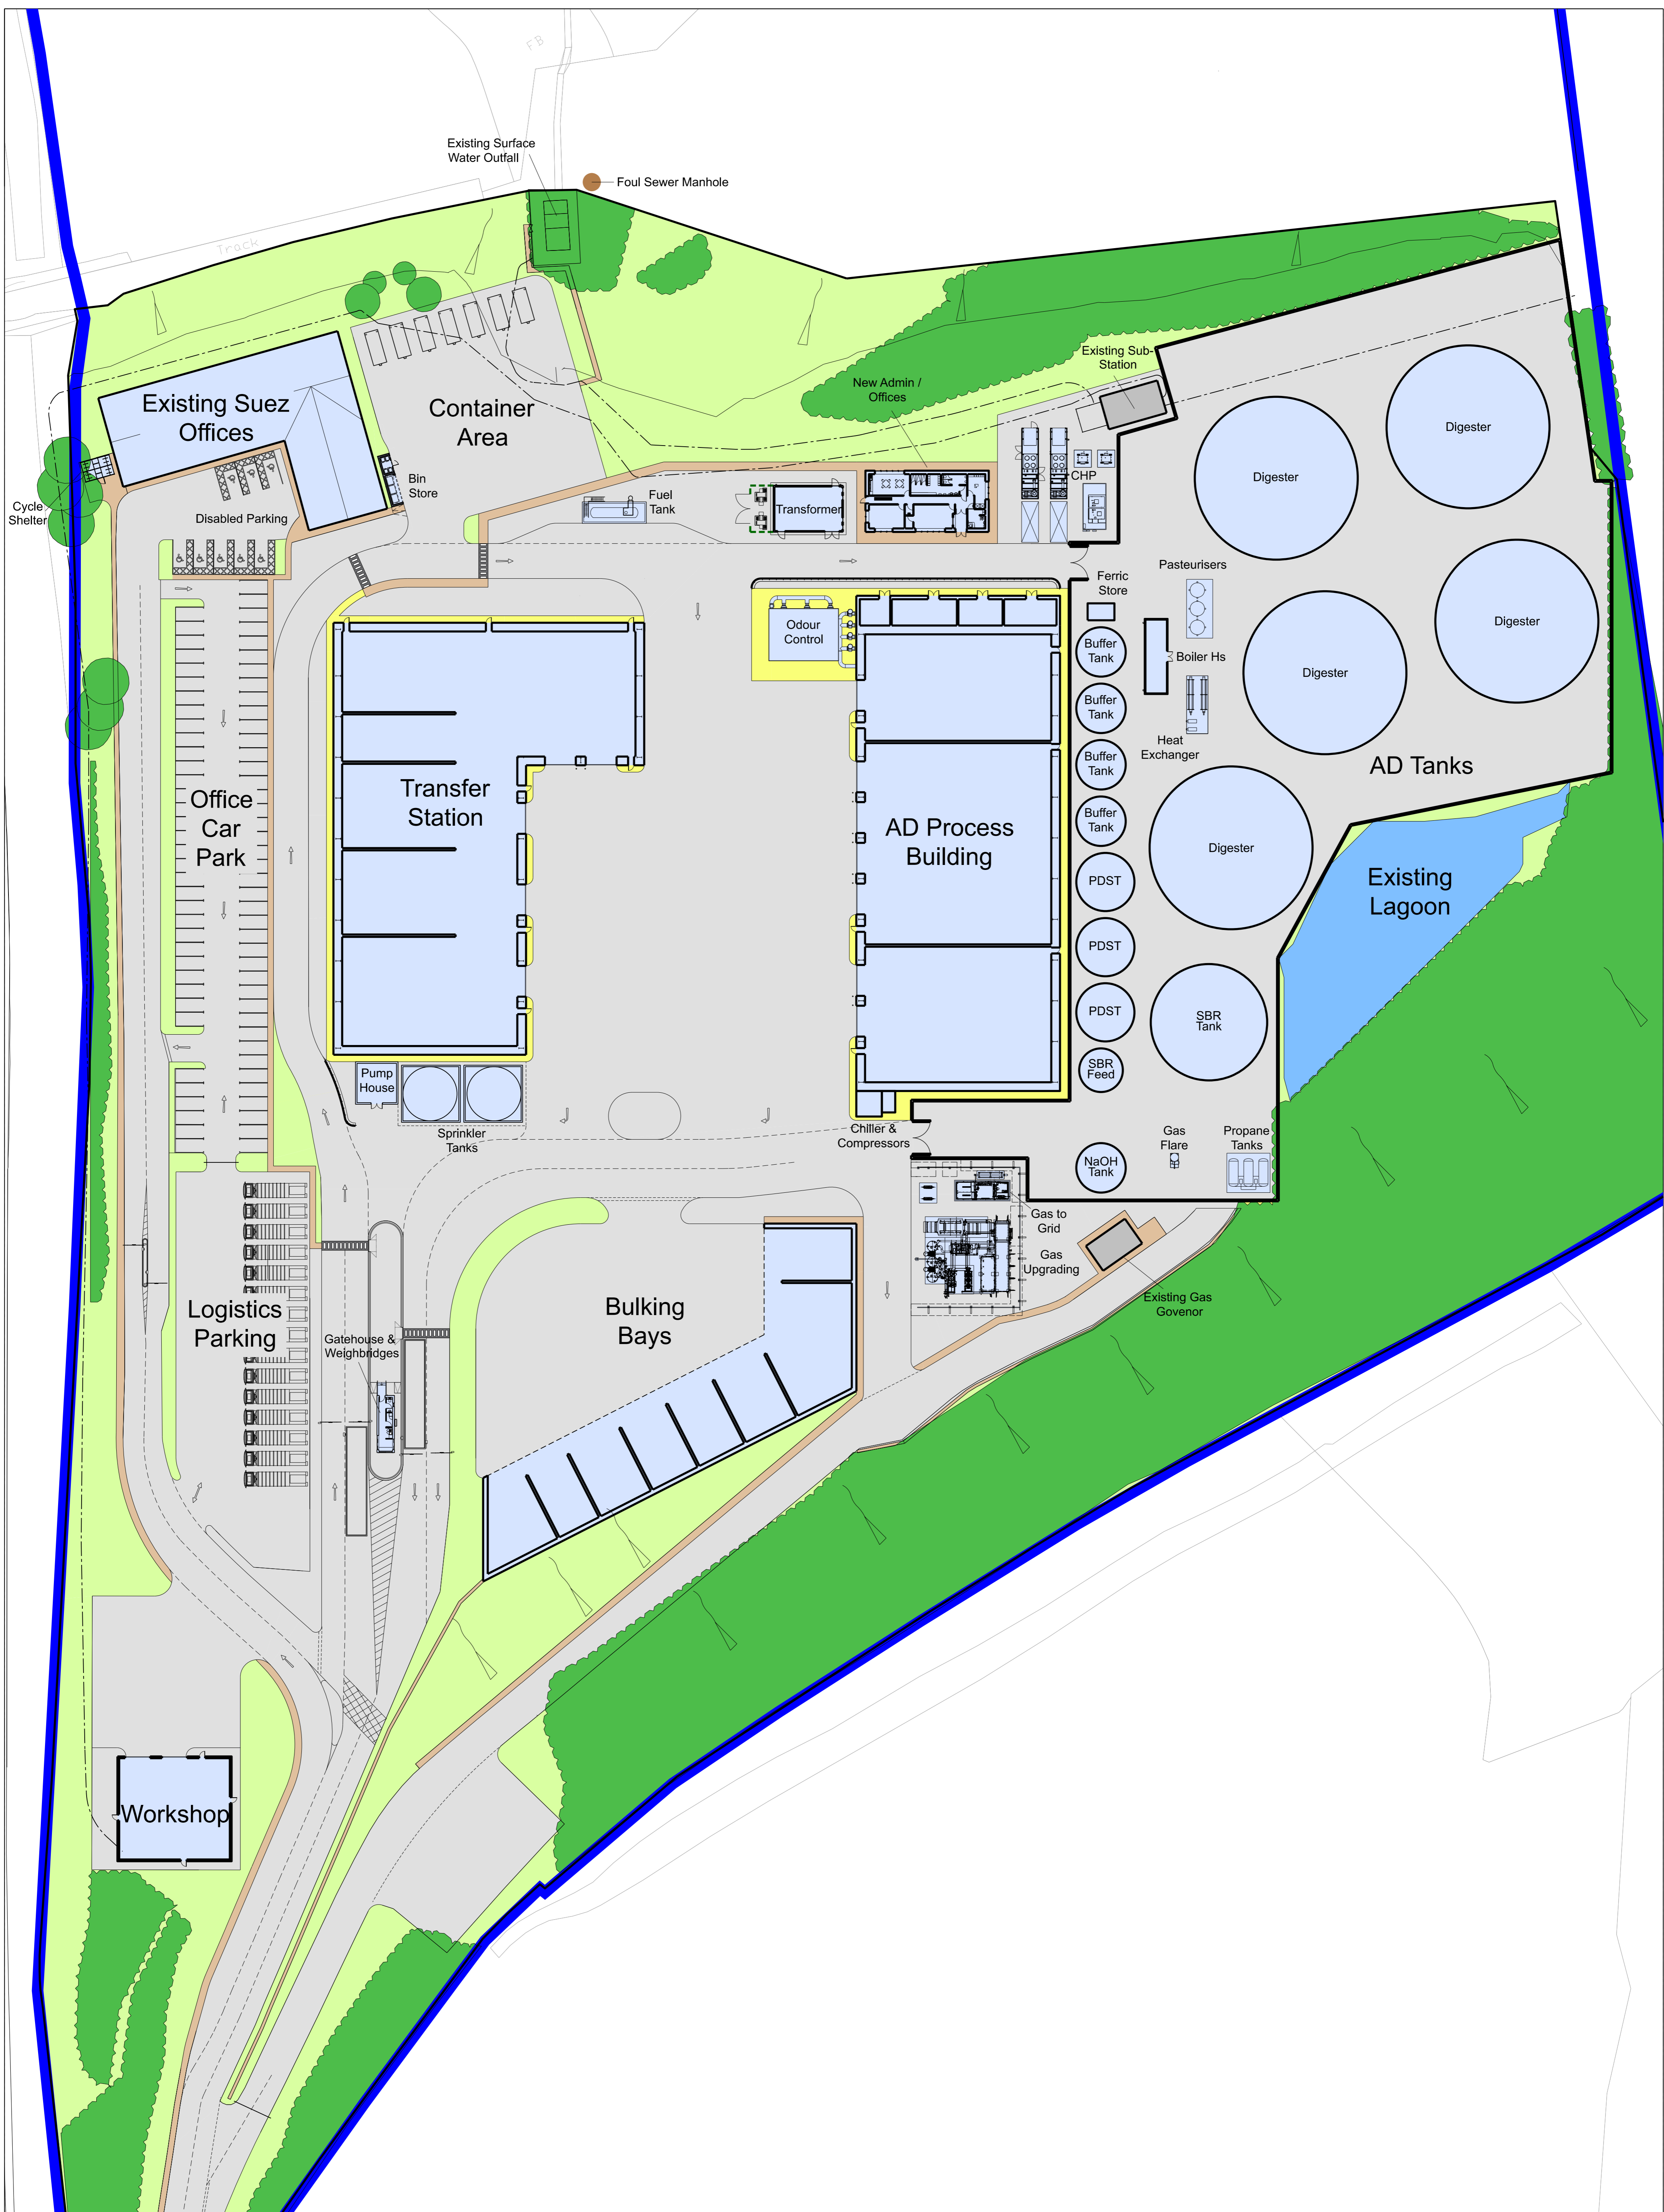 FB
Existing Surface
Water Outfall
Foul Sewer Manhole
Track
Existing Sub-
Station
New Admin /
Offices
Existing Suez
Offices
Container
Area
Digester
Digester
CHP
Bin
Store
Fuel
Tank
Transformer
Cycle
Shelter
Disabled Parking
Pasteurisers
Ferric
Store
Odour
Control
Digester
Buffer
Tank
Boiler Hs
Digester
Buffer
Tank
Heat
Exchanger
Buffer
Tank
AD Tanks
Transfer
Station
Office
Car
Park
Buffer
Tank
AD Process
Building
Digester
PDST
Existing
Lagoon
PDST
PDST
SBR
Tank
SBR
Feed
Pump
House
Sprinkler
Tanks
Chiller &
Compressors
Gas
Flare
Propane
Tanks
NaOH
Tank
Gas to
Grid
Gas
Upgrading
Existing Gas
Govenor
Logistics
Parking
Gatehouse &
Weighbridges
Bulking
Bays
Workshop